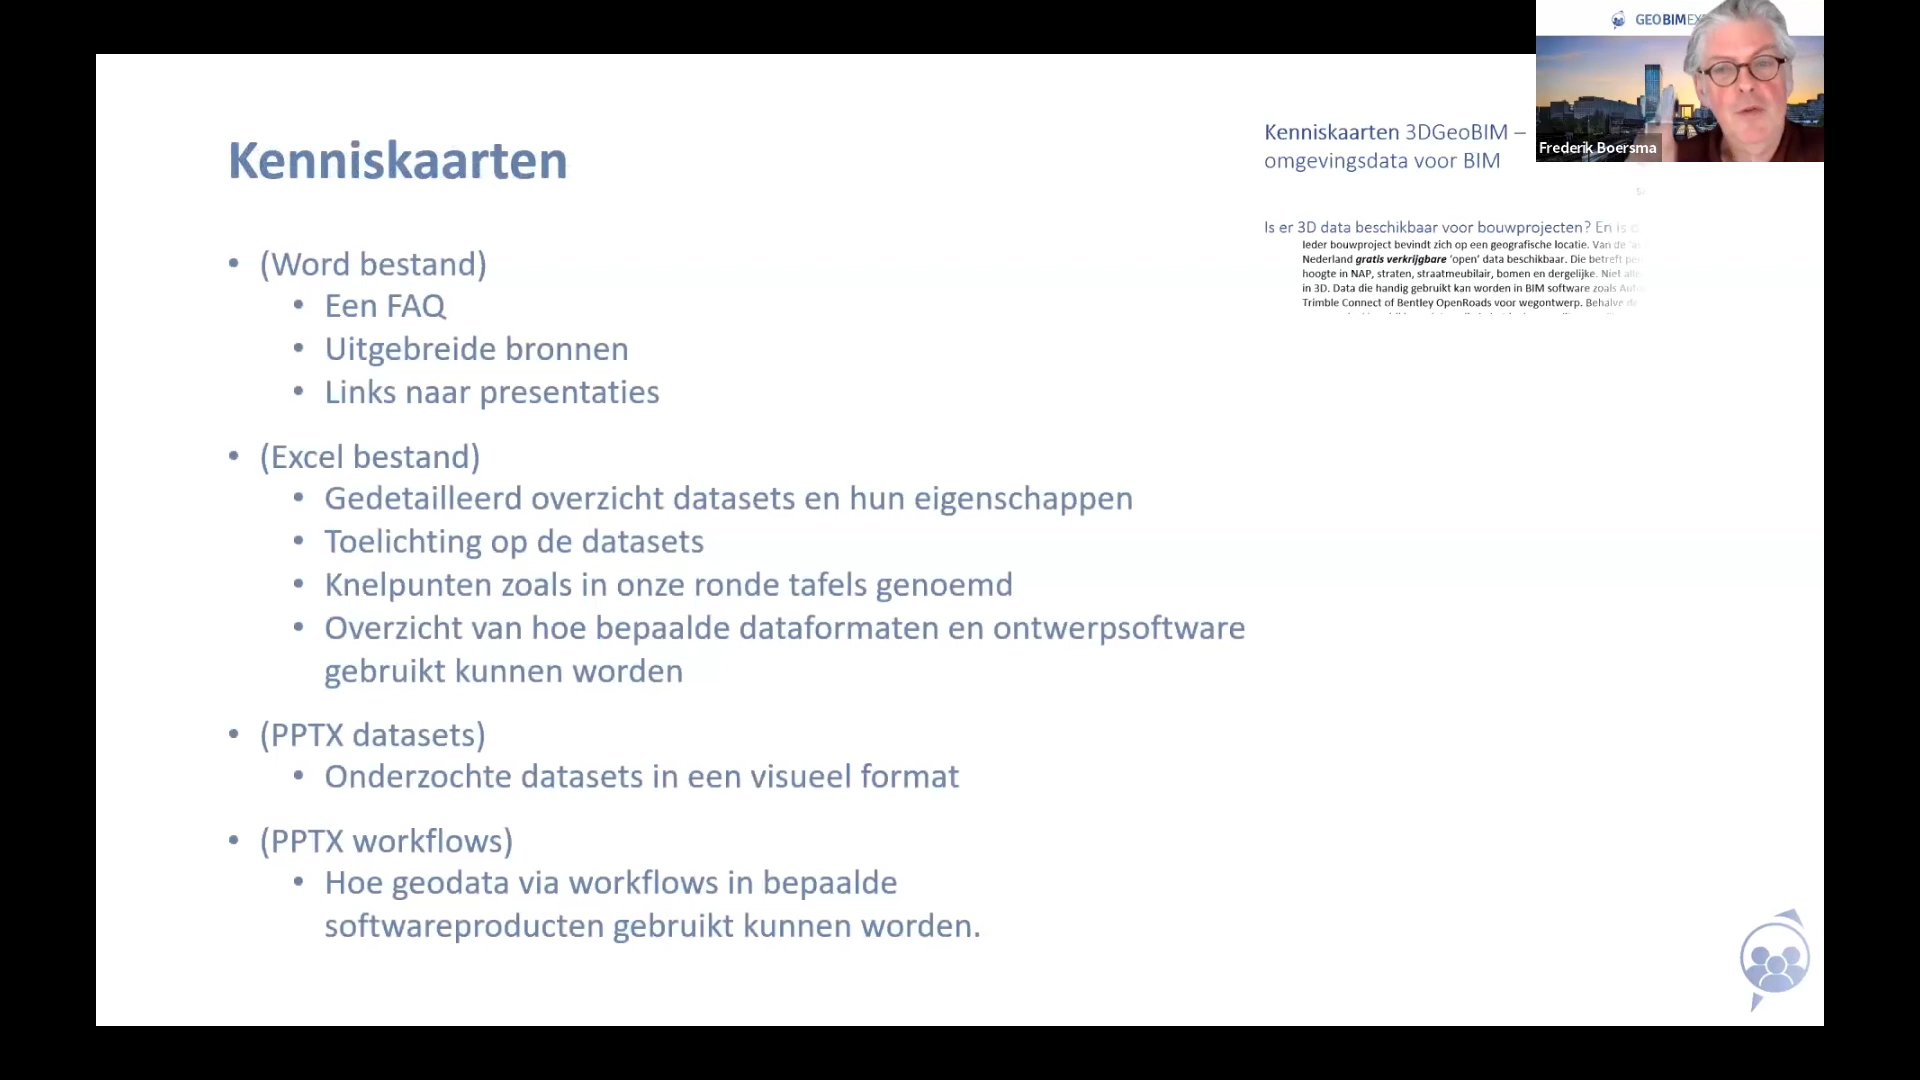 GEOBIMEX
Frederik Boersma
Kenniskaarten
Kenniskaarten 3DGeoBIM –
omgevingsdata voor BIM
Is er 3D data beschikbaar voor bouwprojecten? En is
Ieder bouwproject bevindt zich op een geografische locatie. Van de
Nederland gratis verkrijgbare 'open' data beschikbaar. Die betreft
hoogte in NAP, straten, straatmeubilair, bomen en dergelijke. Niet
in 3D. Data die handig gebruikt kan worden in BIM software zoals
Trimble Connect of Bentley OpenRoads voor wegontwerp. Behalve
• (Word bestand)
• Een FAQ
• Uitgebreide bronnen
• Links naar presentaties
• (Excel bestand)
• Gedetailleerd overzicht datasets en hun eigenschappen
• Toelichting op de datasets
• Knelpunten zoals in onze ronde tafels genoemd
• Overzicht van hoe bepaalde dataformaten en ontwerpsoftware
gebruikt kunnen worden
• (PPTX datasets)
• Onderzochte datasets in een visueel format
• (PPTX workflows)
• Hoe geodata via workflows in bepaalde
softwareproducten gebruikt kunnen worden.